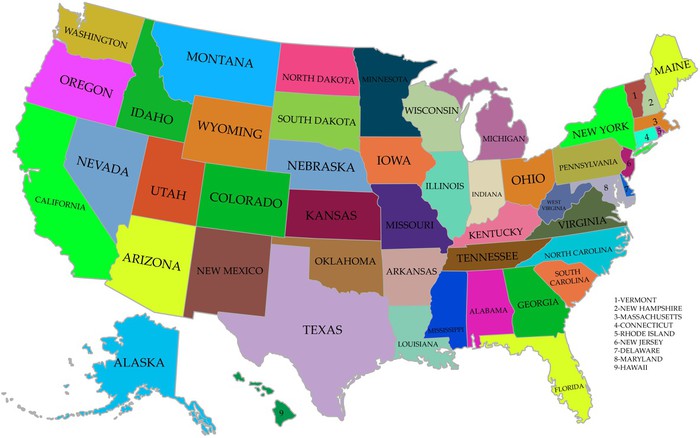 WASHINGTON
MONTANA
NORTH DAKOTA
MINNESOTA
MAINE
OREGON
IDAHO
WYOMING
SOUTH DAKOTA
WISCONSIN
MICHIGAN
1
2
NEW YORK
3
4
5
NEVADA
UTAH
COLORADO
NEBRASKA
IOWA
ILLINOIS
INDIANA
OHIO
PENNSYLVANIA
6
7
8
CALIFORNIA
KANSAS
MISSOURI
KENTUCKY
WEST
VIRGINIA
VIRGINIA
ARIZONA
NEW MEXICO
OKLAHOMA
ARKANSAS
TENNESSEE
NORTH CAROLINA
SOUTH
CAROLINA
TEXAS
LOUISIANA
MISSISSIPPI
ALABAMA
GEORGIA
FLORIDA
ALASKA
9
1-VERMONT
2-NEW HAMPSHIRE
3-MASSACHUSETTS
4-CONNECTICUT
5-RHODE ISLAND
6-NEW JERSEY
7-DELAWARE
8-MARYLAND
9-HAWAII